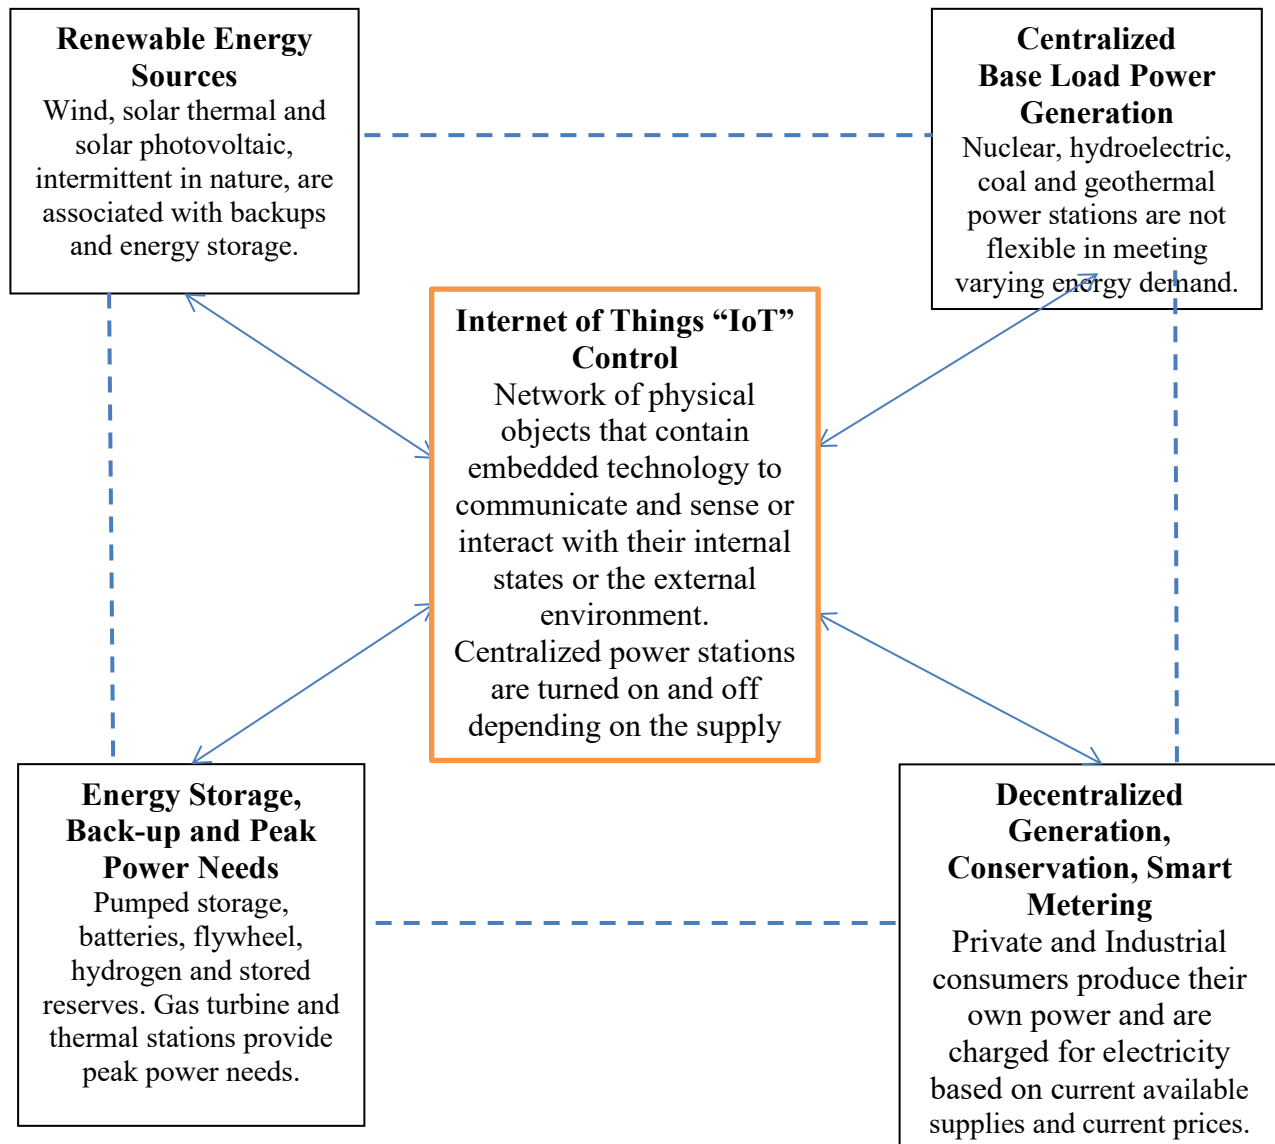 Renewable Energy
Sources
Wind, solar thermal and
solar photovoltaic,
intermittent in nature, are
associated with backups
and energy storage.
Centralized
Base Load Power
Generation
Nuclear, hydroelectric,
coal and geothermal
power stations are not
flexible in meeting
varying energy demand.
Internet of Things “IoT”
Control
Network of physical
objects that contain
embedded technology to
communicate and sense or
interact with their internal
states or the external
environment.
Centralized power stations
are turned on and off
depending on the supply
Energy Storage,
Back-up and Peak
Power Needs
Pumped storage,
batteries, flywheel,
hydrogen and stored
reserves. Gas turbine and
thermal stations provide
peak power needs.
Decentralized
Generation,
Conservation, Smart
Metering
Private and Industrial
consumers produce their
own power and are
charged for electricity
based on current available
supplies and current prices.